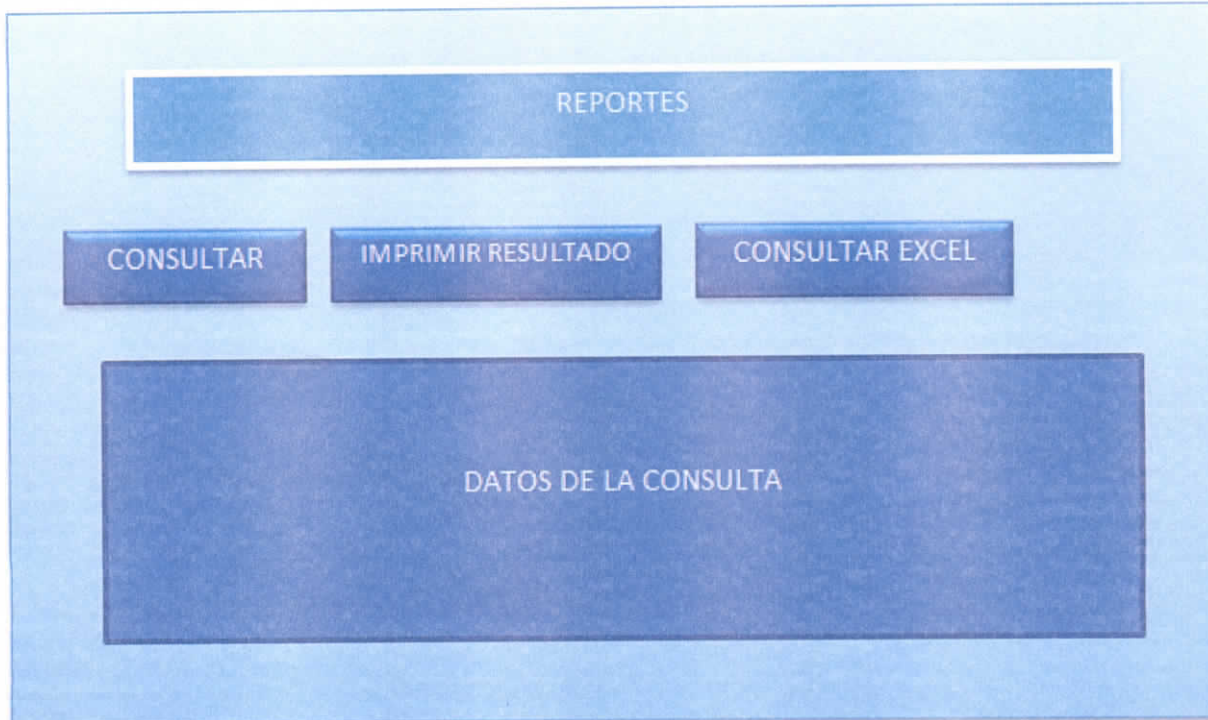 REPORTES
CONSULTAR
IMPRIMIR RESULTADO
CONSULTAR EXCEL
DATOS DE LA CONSULTA